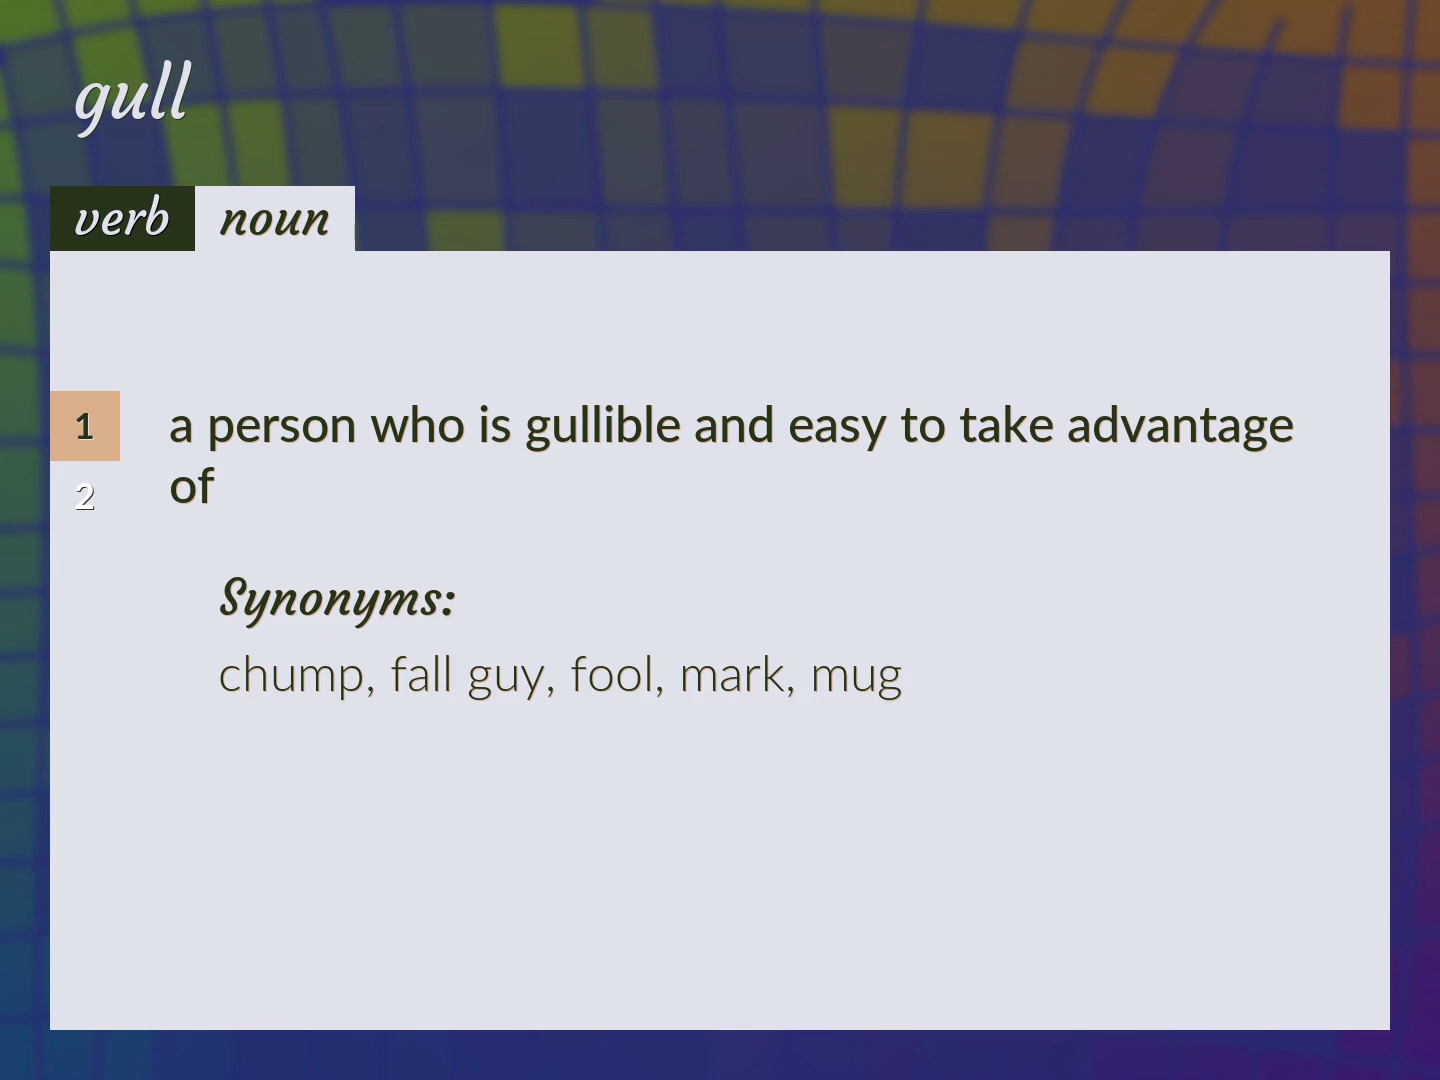 gull
verb noun
1 a person who is gullible and easy to take advantage
2 of
Synonyms:
chump, fall guy, fool, mark, mug